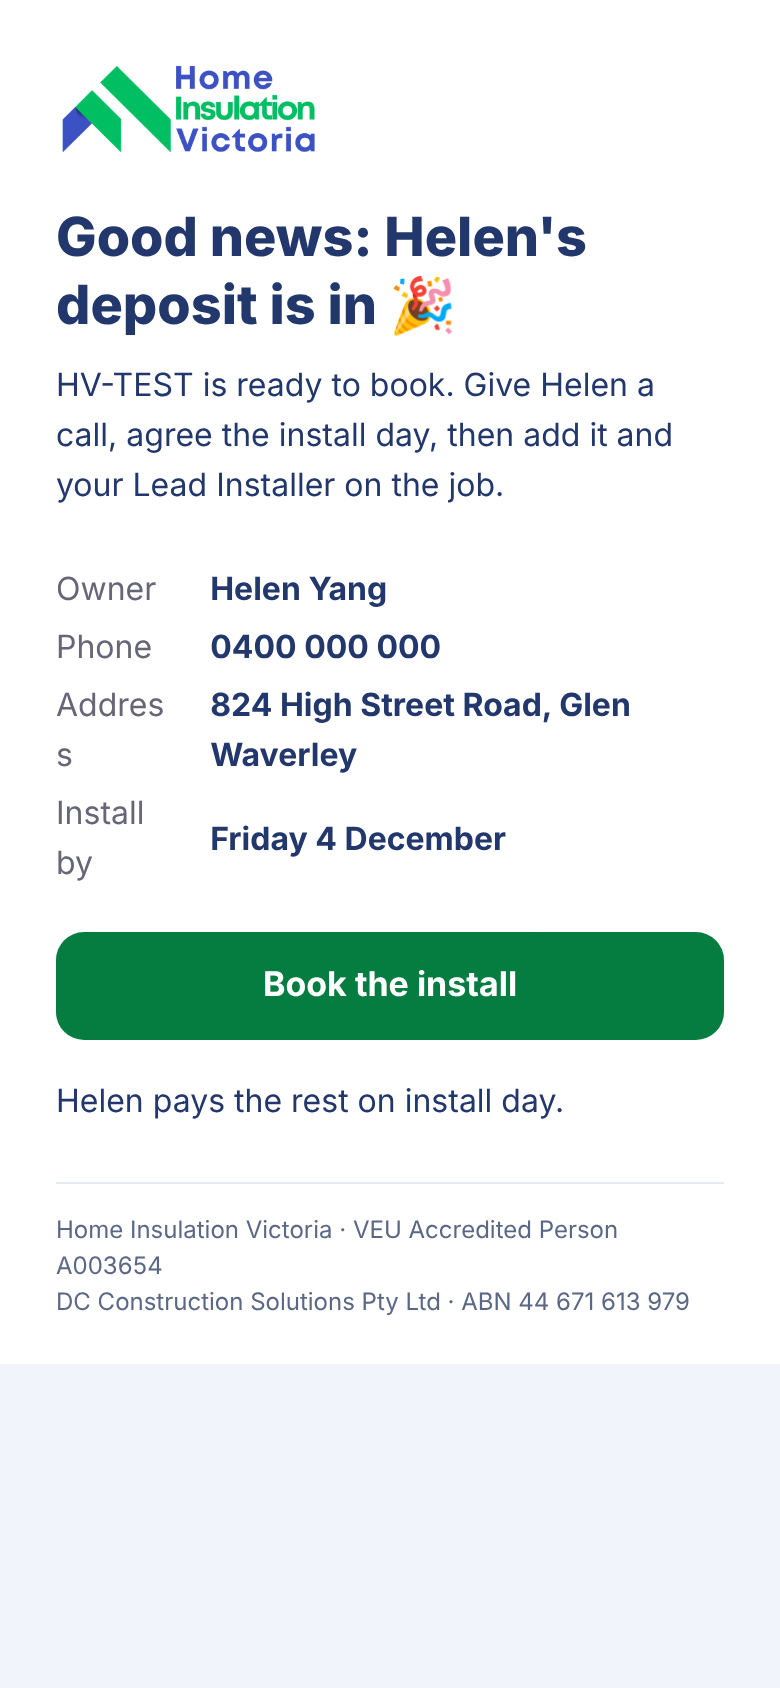 Home
Insulation
Victoria
Good news: Helen's
deposit is in 🎉
HV-TEST is ready to book. Give Helen a
call, agree the install day, then add it and
your Lead Installer on the job.
Owner Helen Yang
Phone 0400 000 000
Addres 824 High Street Road, Glen
s Waverley
Install
by Friday 4 December
Book the install
Helen pays the rest on install day.
Home Insulation Victoria · VEU Accredited Person
A003654
DC Construction Solutions Pty Ltd · ABN 44 671 613 979